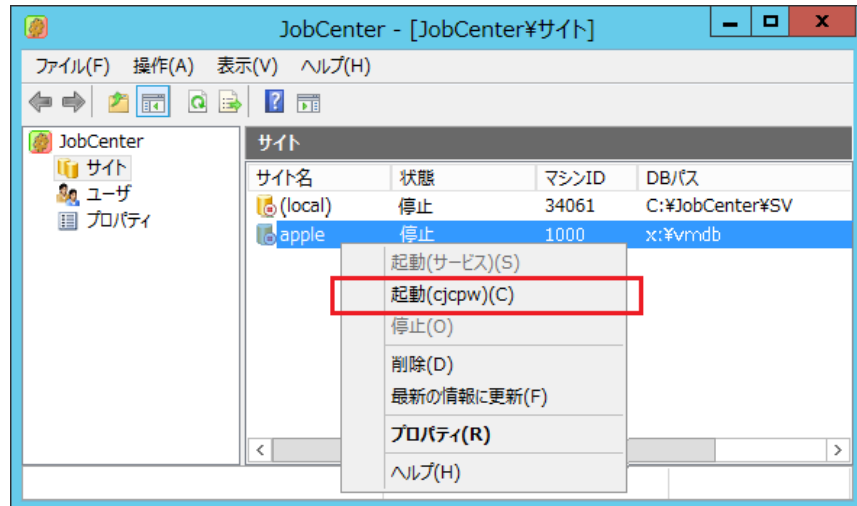 JobCenter - [JobCenter¥サイト]
ファイル(F) 操作(A) 表示(V) ヘルプ(H)
JobCenter
サイト
ユーザ
プロパティ
サイト
サイト名 状態 マシンID DBパス
(local) 停止 34061 C:¥JobCenter¥SV
apple 停止 1000 x:¥vmdb
起動(サービス)(S)
起動(cjcpw)(C)
停止(O)
削除(D)
最新の情報に更新(F)
プロパティ(R)
ヘルプ(H)